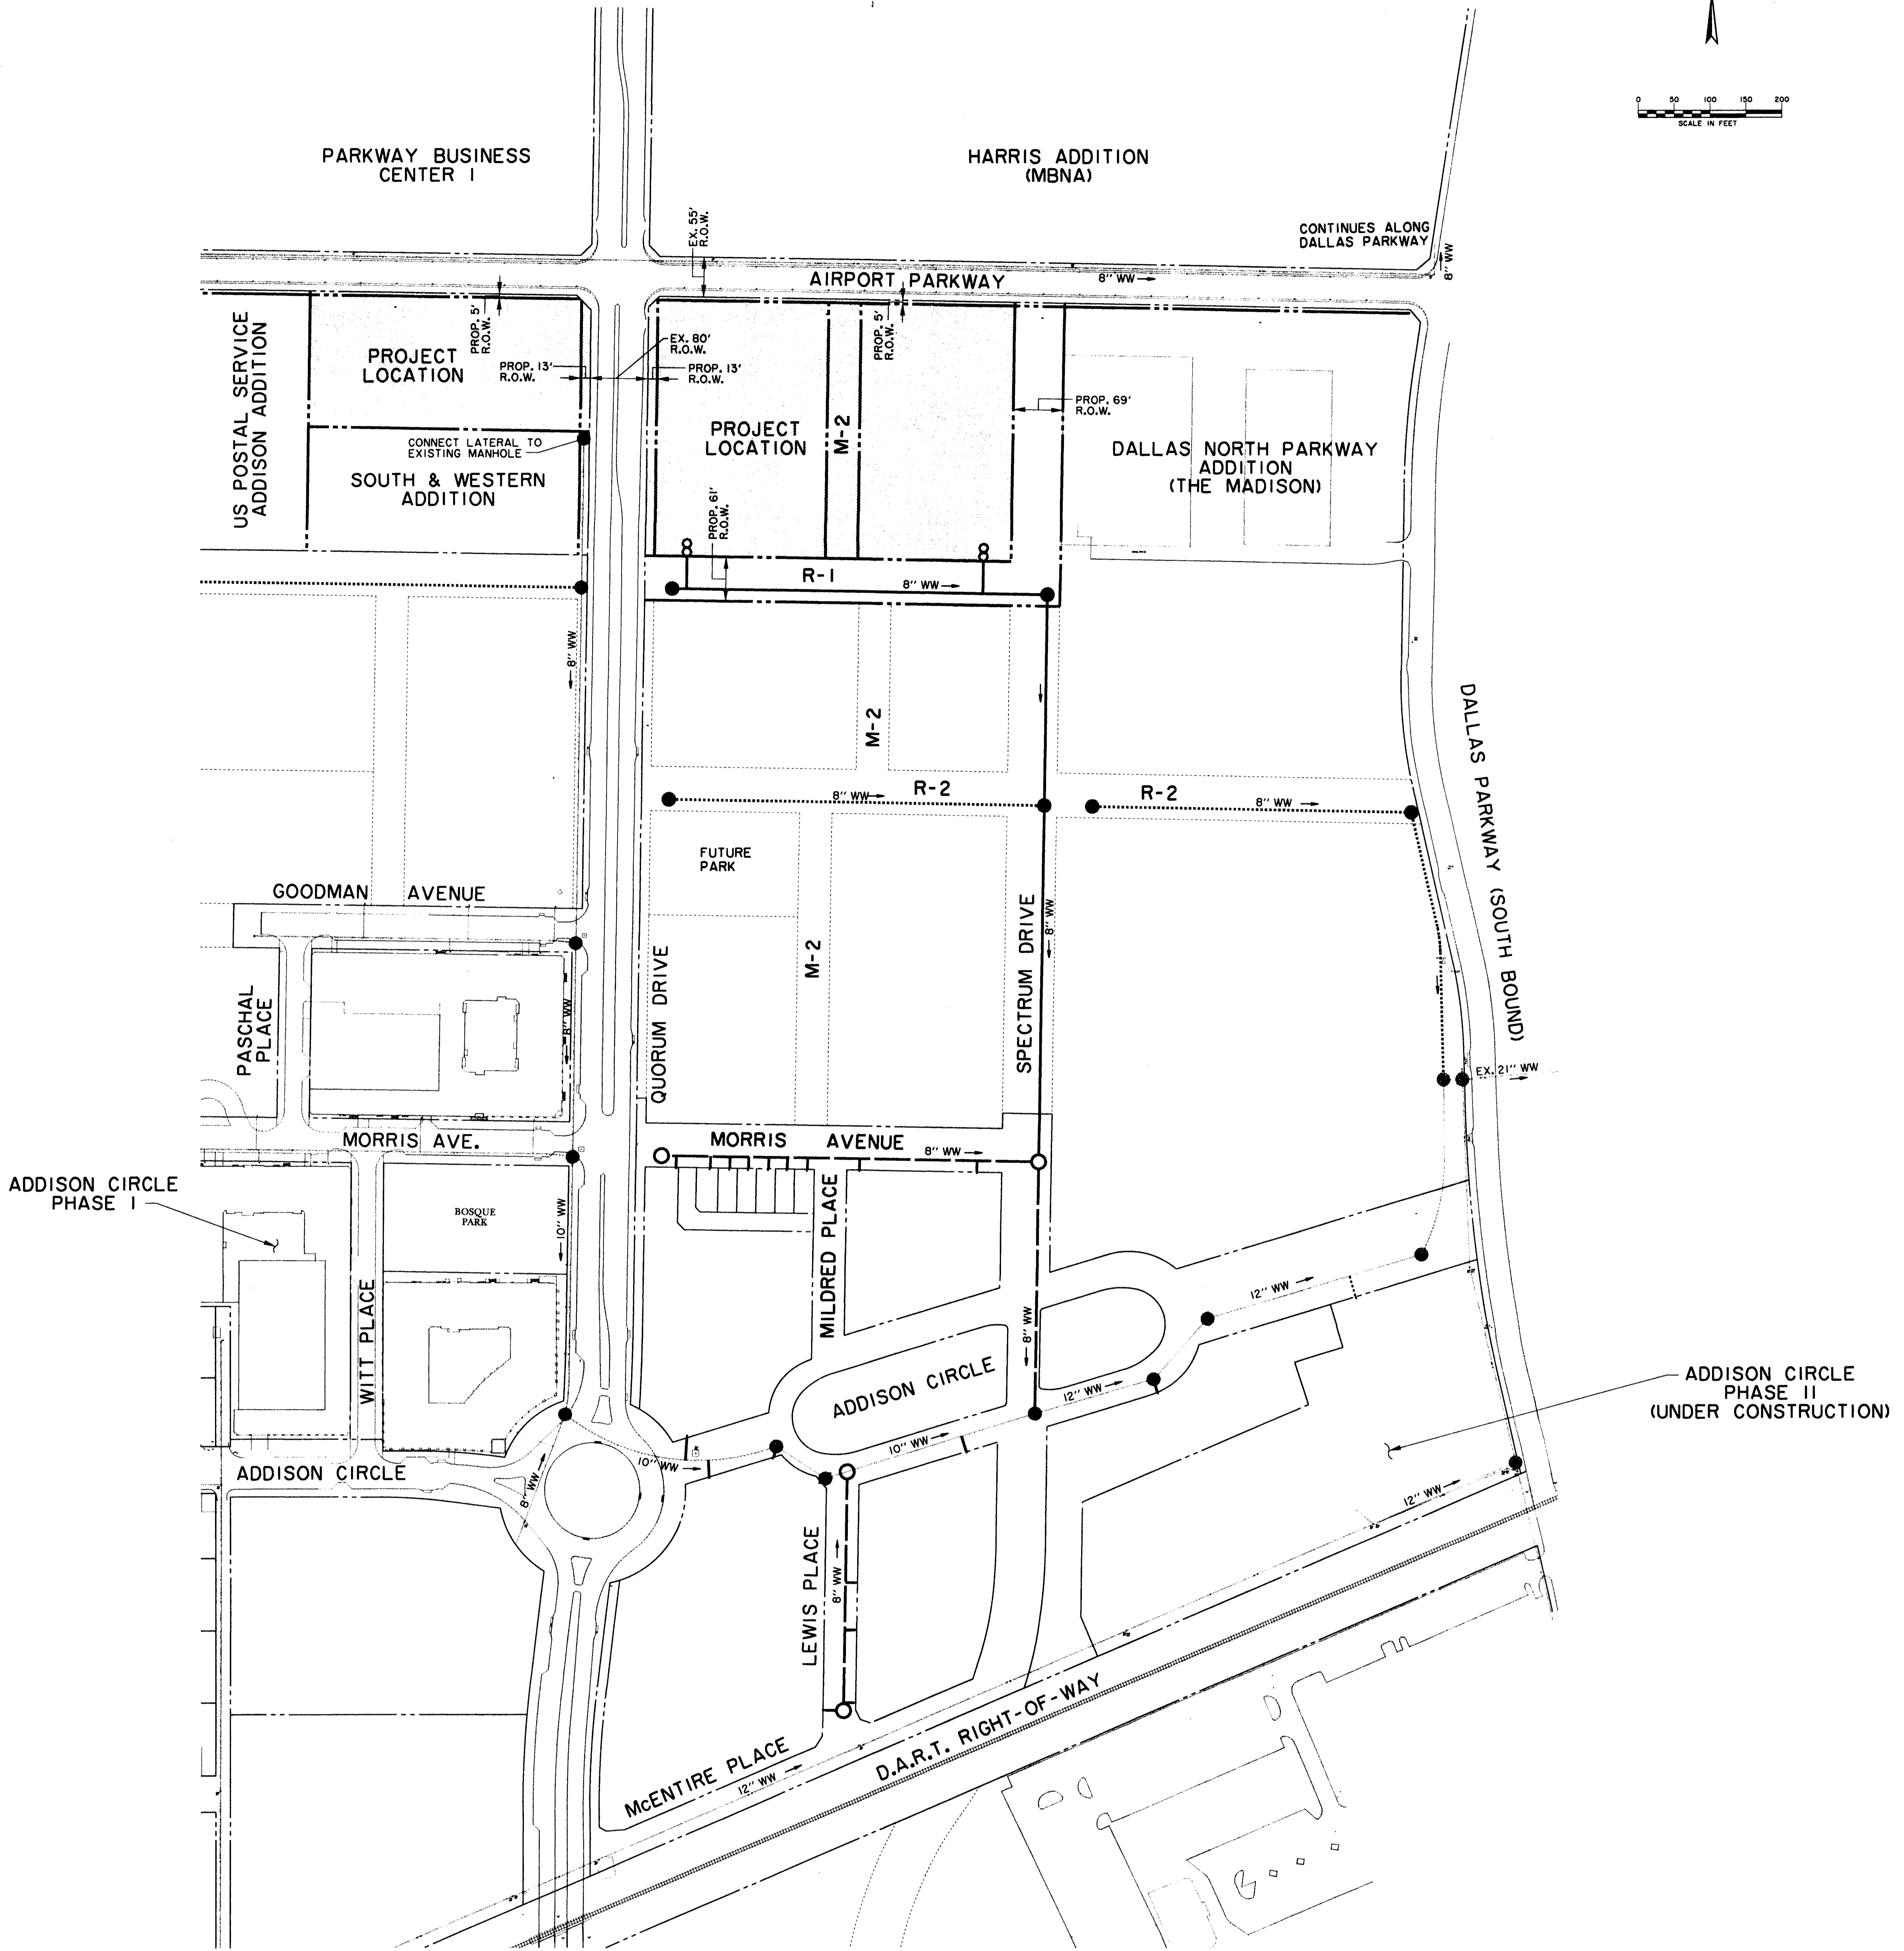 0 50 100 150 200
SCALE IN FEET
PARKWAY BUSINESS
CENTER I
HARRIS ADDITION
(MBNA)
EX. 55'
R.O.W.
CONTINUES ALONG
DALLAS PARKWAY
8" WW
AIRPORT PARKWAY
8" WW
US POSTAL SERVICE
ADDISON ADDITION
PROJECT
LOCATION
PROP. 5'
R.O.W.
PROP. 13'
R.O.W.
EX. 80'
R.O.W.
PROP. 13'
R.O.W.
PROP. 5'
R.O.W.
PROP. 69'
R.O.W.
PROJECT
LOCATION
M-2
CONNECT LATERAL TO
EXISTING MANHOLE
SOUTH & WESTERN
ADDITION
DALLAS NORTH PARKWAY
ADDITION
(THE MADISON)
PROP. 61'
R.O.W.
R-1
8" WW
8" WW
M-2
DALLAS PARKWAY (SOUTH BOUND)
8" WW
R-2
R-2
8" WW
FUTURE
PARK
GOODMAN AVENUE
M-2
QUORUM DRIVE
SPECTRUM DRIVE
8" WW
PASCHAL
PLACE
8" WW
EX. 21" WW
MORRIS AVE.
MORRIS AVENUE
8" WW
ADDISON CIRCLE
PHASE I
BOSQUE
PARK
10" WW
MILDRED PLACE
WITT PLACE
8" WW
12" WW
ADDISON CIRCLE
12" WW
ADDISON CIRCLE
PHASE II
(UNDER CONSTRUCTION)
10" WW
10" WW
ADDISON CIRCLE
8" WW
12" WW
LEWIS PLACE
8" WW
McENTIRE PLACE
12" WW
D.A.R.T. RIGHT-OF-WAY